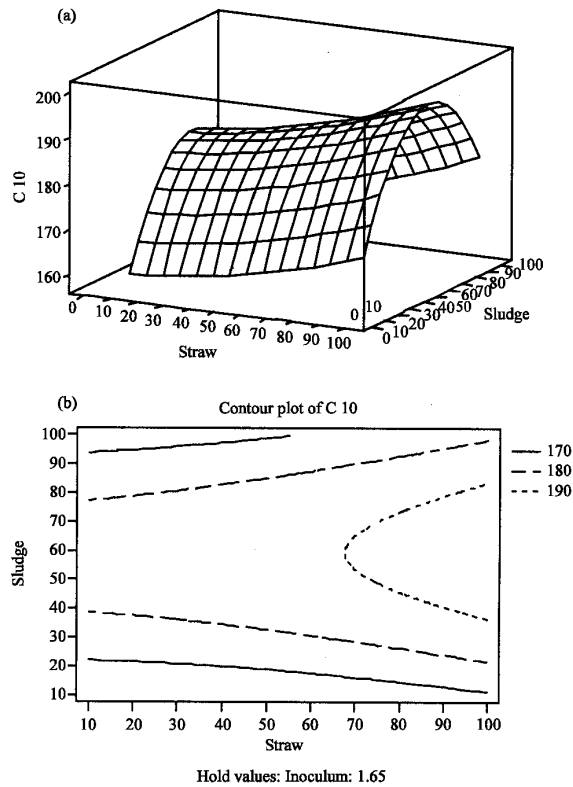 (a)
200
190
180
170
160
C 10
0 10 20 30 40 50 60 70 80 90 100
Straw
0 10
0 10 20 30 40 50 60 70 80 90 100
Sludge
(b)
Contour plot of C 10
100
90
80
70
60
50
40
30
20
10
Sludge
170
180
190
10 20 30 40 50 60 70 80 90 100
Straw
Hold values: Inoculum: 1.65